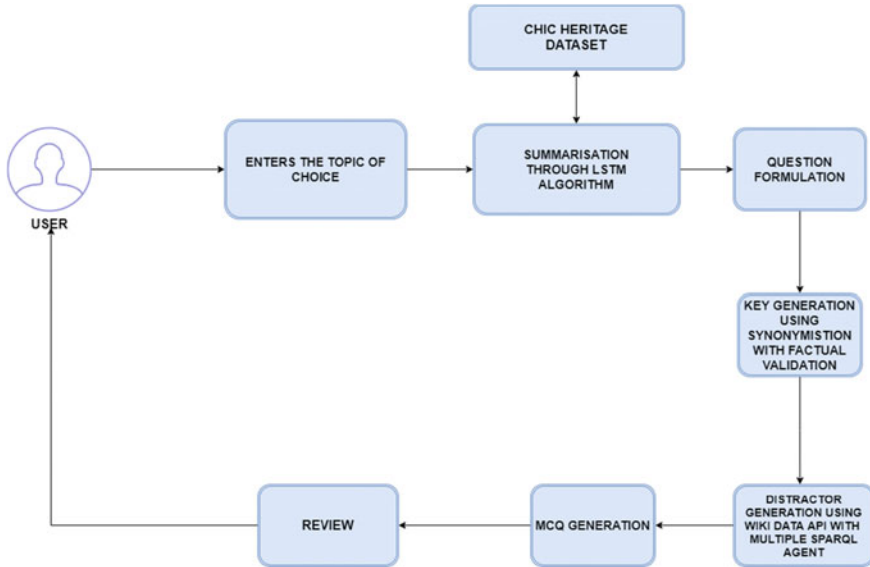 CHIC HERITAGE
DATASET
USER
ENTERS THE TOPIC OF
CHOICE
SUMMARISATION
THROUGH LSTM
ALGORITHM
QUESTION
FORMULATION
KEY GENERATION
USING
SYNONYMISTION
WITH FACTUAL
VALIDATION
DISTRACTOR
GENERATION USING
WIKI DATA API WITH
MULTIPLE SPARQL
AGENT
MCQ GENERATION
REVIEW